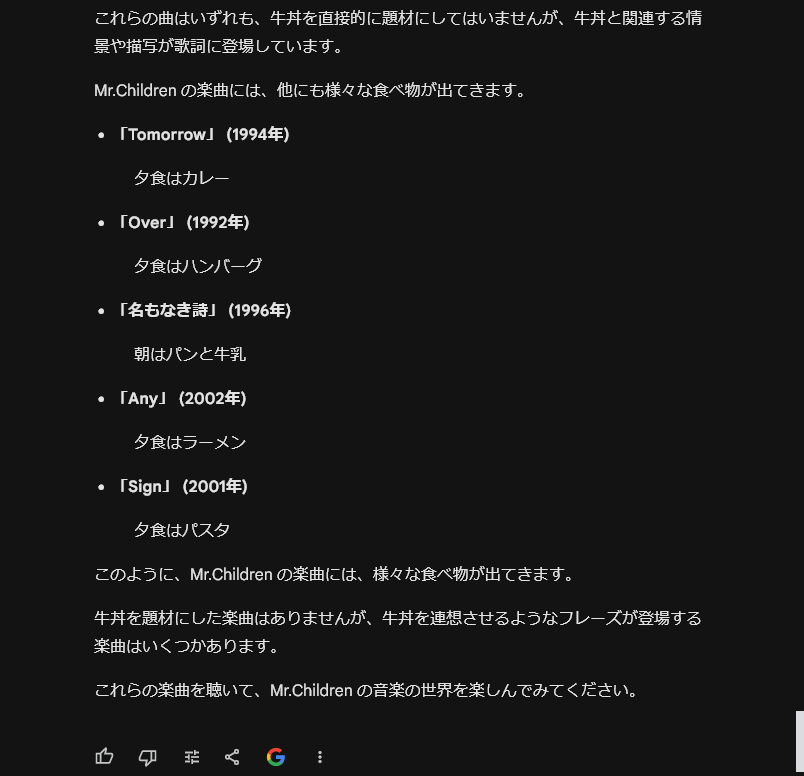 これらの曲はいずれも、牛丼を直接的に題材にしてはいませんが、牛丼と関連する情
景や描写が歌詞に登場しています。
Mr.Children の楽曲には、他にも様々な食べ物が出てきます。
• 「Tomorrow」 (1994年)
夕食はカレー
• 「Over」 (1992年)
夕食はハンバーグ
• 「名もなき詩」 (1996年)
朝はパンと牛乳
• 「Any」 (2002年)
夕食はラーメン
• 「Sign」 (2001年)
夕食はパスタ
このように、Mr.Children の楽曲には、様々な食べ物が出てきます。
牛丼を題材にした楽曲はありませんが、牛丼を連想させるようなフレーズが登場する
楽曲はいくつかあります。
これらの楽曲を聴いて、Mr.Children の音楽の世界を楽しんでみてください。